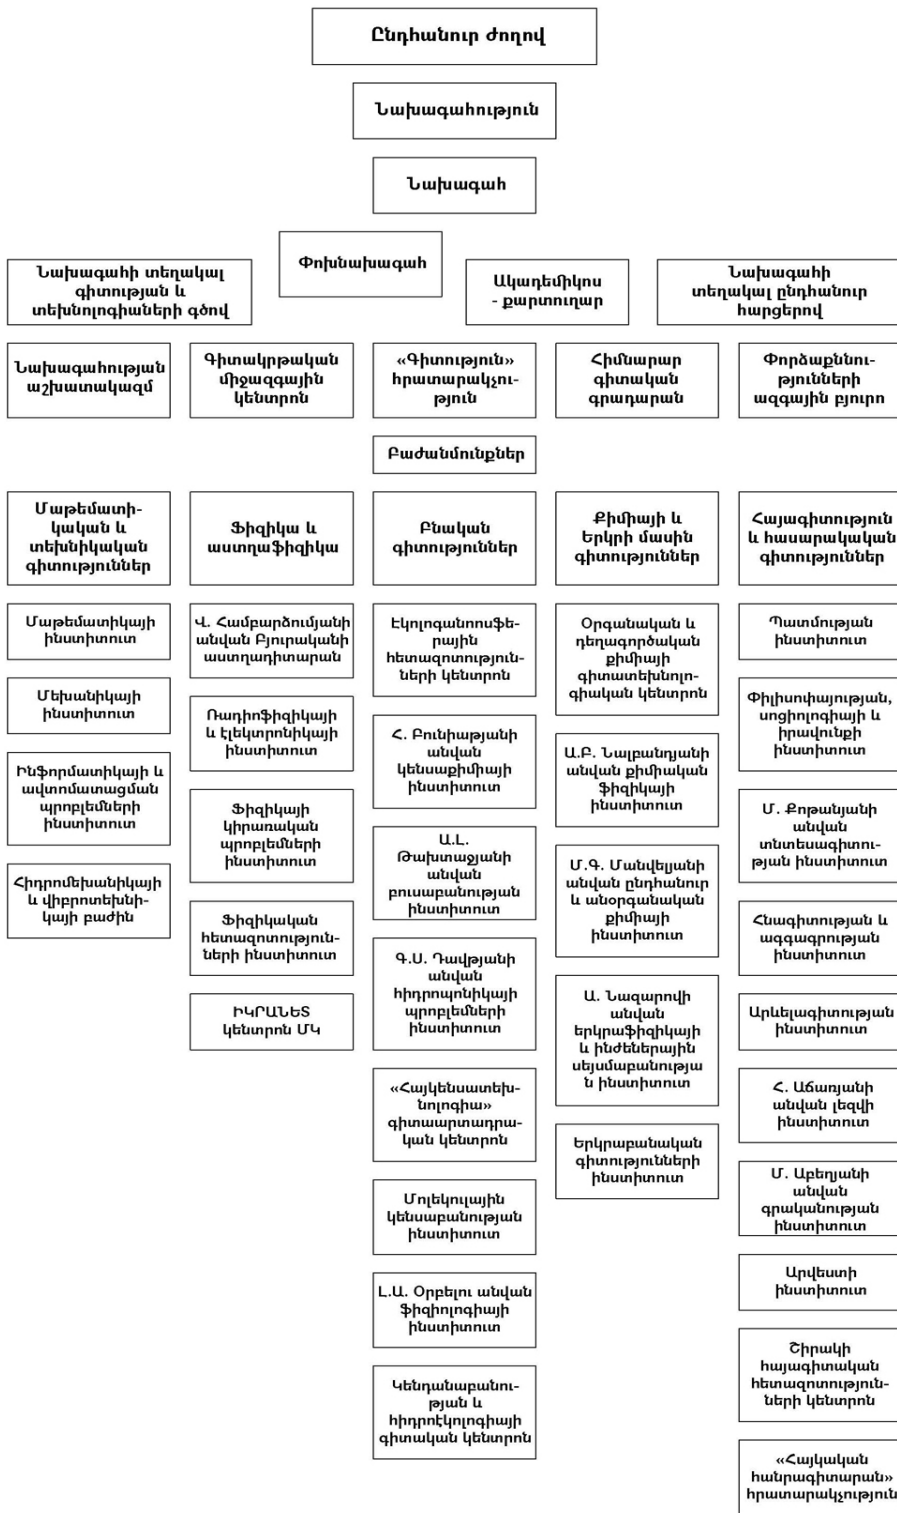 Ընդհանուր ժողով
Նախագահություն
Նախագահ
Փոխնախագահ
Նախագահի տեղակալ
գիտության և
տեխնոլոգիաների գծով
Ակադեմիկոս
- քարտուղար
Նախագահի
տեղակալ ընդհանուր
հարցերով
Նախագահության
աշխատակազմ
Գիտակրթական
միջազգային
կենտրոն
«Գիտություն»
հրատարակչու-
թյուն
Հիմնարար
գիտական
գրադարան
Փորձաքննու-
թյունների
ազգային բյուրո
Բաժանմունքներ
Մաթեմատի-
կական և
տեխնիկական
գիտություններ
Ֆիզիկա և
աստղաֆիզիկա
Բնական
գիտություններ
Քիմիայի և
Երկրի մասին
գիտություններ
Հայագիտություն
և հասարակական
գիտություններ
Մաթեմատիկայի
ինստիտուտ
Մեխանիկայի
ինստիտուտ
Ինֆորմատիկայի և
ավտոմատացման
պրոբլեմների
ինստիտուտ
Հիդրոմեխանիկայի
և վիբրոտեխնի-
կայի բաժին
Վ. Համբարձումյանի
անվան Բյուրականի
աստղադիտարան
Ռադիոֆիզիկայի
և էլեկտրոնիկայի
ինստիտուտ
Ֆիզիկայի
կիրառական
պրոբլեմների
ինստիտուտ
Ֆիզիկական
հետազոտություն-
ների ինստիտուտ
ԻԿՐԱՆԵՏ
կենտրոն ՄԿ
Էկոլոգանոոսֆե-
րային
հետազոտություն-
ների կենտրոն
Հ. Բունիաթյանի
անվան
կենսաքիմիայի
ինստիտուտ
Ա.Լ.
Թախտաջյանի
անվան
բուսաբանության
ինստիտուտ
Գ.Ս. Դավթյանի
անվան
հիդրոպոնիկայի
պրոբլեմների
ինստիտուտ
«Հայկենսատեխ-
նոլոգիա»
գիտաարտադրա-
կան կենտրոն
Մոլեկուլային
կենսաբանության
ինստիտուտ
Լ.Ա. Օրբելու անվան
ֆիզիոլոգիայի
ինստիտուտ
Կենդանաբանու-
թյան և
հիդրոէկոլոգիայի
գիտական կենտրոն
Օրգանական և
դեղագործական
քիմիայի
գիտատեխնոլո-
գիական կենտրոն
Ա.Բ. Նալբանդյանի
անվան քիմիական
ֆիզիկայի
ինստիտուտ
Մ.Գ. Մանվելյանի
անվան ընդհանուր
և անօրգանական
քիմիայի
ինստիտուտ
Ա. Նազարովի
անվան
երկրաֆիզիկայի
և ինժեներային
սեյսմաբանությա
ն ինստիտուտ
Երկրաբանական
գիտությունների
ինստիտուտ
Պատմության
ինստիտուտ
Փիլիսոփայության,
սոցիոլոգիայի և
իրավունքի
ինստիտուտ
Մ. Քոթանյանի
անվան
տնտեսագիտու-
թյան ինստիտուտ
Հնագիտության և
ազգագրության
ինստիտուտ
Արևելագիտության
ինստիտուտ
Հ. Աճառյանի
անվան լեզվի
ինստիտուտ
Մ. Աբեղյանի
անվան
գրականության
ինստիտուտ
Արվեստի
ինստիտուտ
Շիրակի
հայագիտական
հետազոտություն-
ների կենտրոն
«Հայկական
հանրագիտարան»
հրատարակչություն